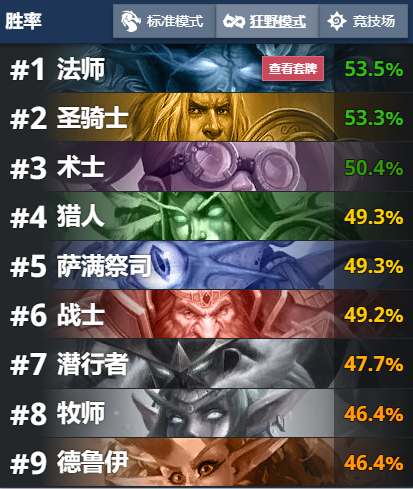 胜率 标准模式 狂野模式 竞技场
#1 法师 查看套牌 53.5%
#2 圣骑士 53.3%
#3 术士 50.4%
#4 猎人 49.3%
#5 萨满祭司 49.3%
#6 战士 49.2%
#7 潜行者 47.7%
#8 牧师 46.4%
#9 德鲁伊 46.4%